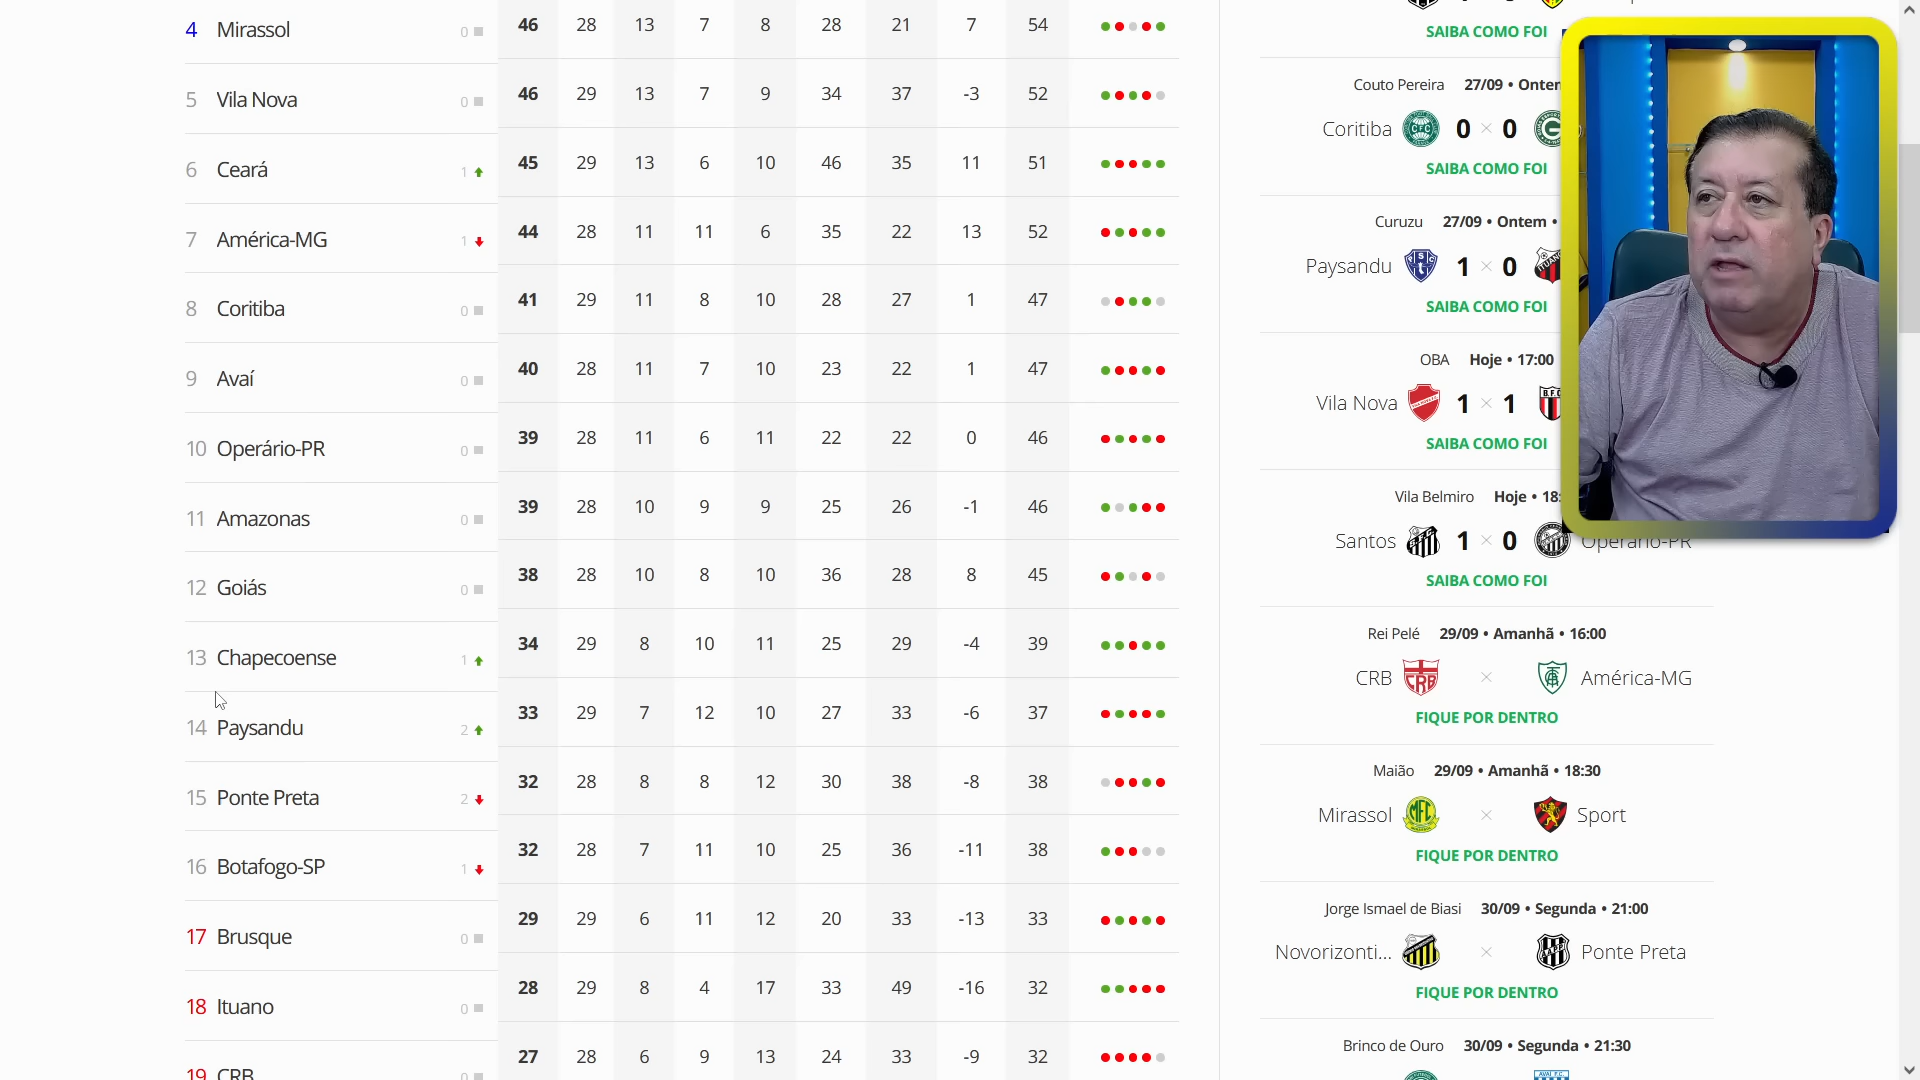 4 Mirassol 0 46 28 13 7 8 28 21 7 54
5 Vila Nova 0 46 29 13 7 9 34 37 -3 52
6 Ceará 1 45 29 13 6 10 46 35 11 51
7 América-MG 1 44 28 11 11 6 35 22 13 52
8 Coritiba 0 41 29 11 8 10 28 27 1 47
9 Avaí 0 40 28 11 7 10 23 22 1 47
10 Operário-PR 0 39 28 11 6 11 22 22 0 46
11 Amazonas 0 39 28 10 9 9 25 26 -1 46
12 Goiás 0 38 28 10 8 10 36 28 8 45
13 Chapecoense 1 34 29 8 10 11 25 29 -4 39
14 Paysandu 2 33 29 7 12 10 27 33 -6 37
15 Ponte Preta 2 32 28 8 8 12 30 38 -8 38
16 Botafogo-SP 1 32 28 7 11 10 25 36 -11 38
17 Brusque 0 29 29 6 11 12 20 33 -13 33
18 Ituano 0 28 29 8 4 17 33 49 -16 32
19 CRB 0 27 28 6 9 13 24 33 -9 32
SAIBA COMO FOI
Couto Pereira 27/09 •
Coritiba 0 × 0
SAIBA COMO FOI
Curuzu 27/09 • Ontem •
Paysandu 1 × 0
SAIBA COMO FOI
OBA Hoje • 17:00
Vila Nova 1 × 1
SAIBA COMO FOI
Vila Belmiro Hoje •
Santos 1 × 0 Operário-PR
SAIBA COMO FOI
Rei Pelé 29/09 • Amanhã • 16:00
CRB × América-MG
FIQUE POR DENTRO
Maião 29/09 • Amanhã • 18:30
Mirassol × Sport
FIQUE POR DENTRO
Jorge Ismael de Biasi 30/09 • Segunda • 21:00
Novorizonti... × Ponte Preta
FIQUE POR DENTRO
Brinco de Ouro 30/09 • Segunda • 21:30